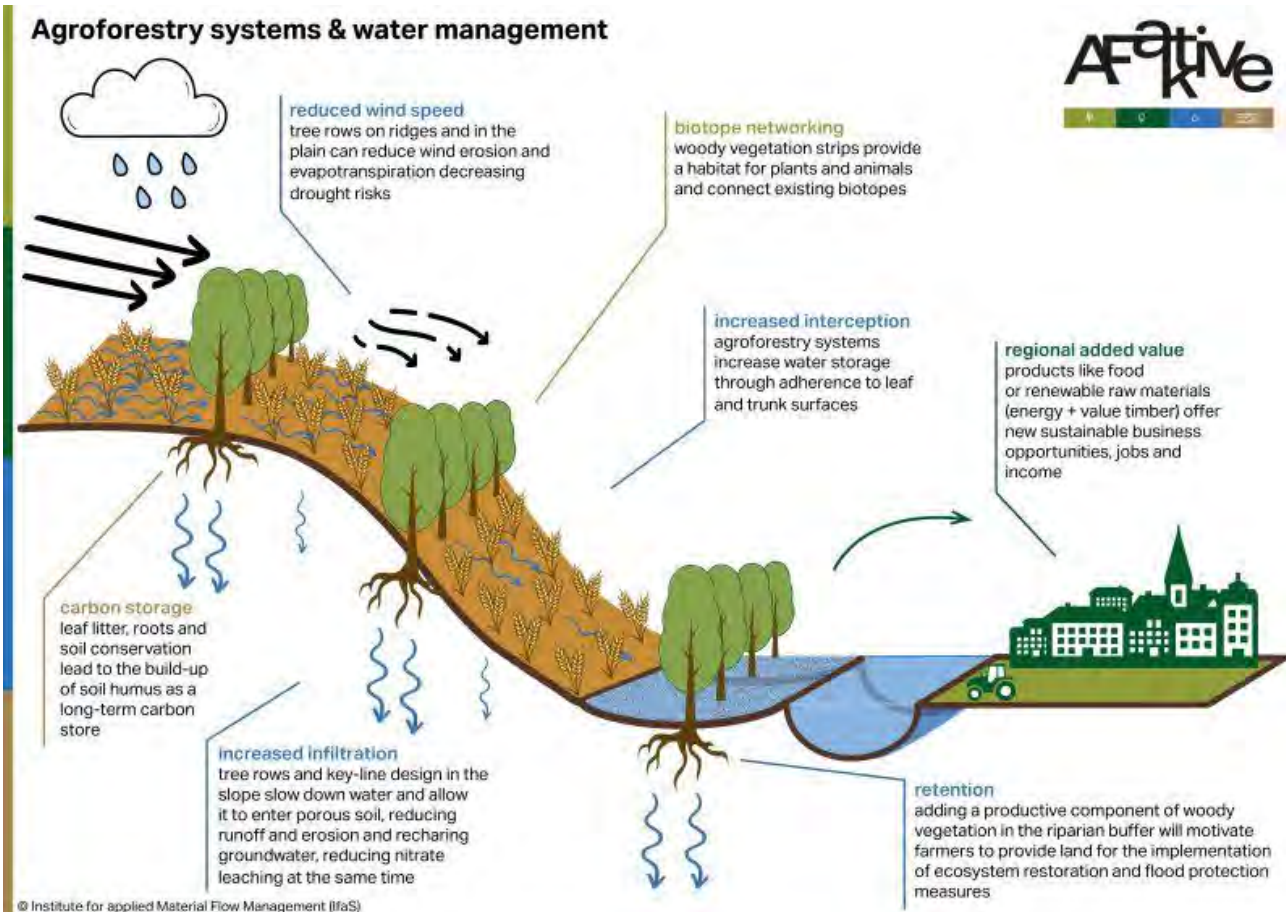 Agroforestry systems & water management
AFaktive
reduced wind speed
tree rows on ridges and in the
plain can reduce wind erosion and
evapotranspiration decreasing
drought risks
biotope networking
woody vegetation strips provide
a habitat for plants and animals
and connect existing biotopes
increased interception
agroforestry systems
increase water storage
through adherence to leaf
and trunk surfaces
regional added value
products like food
or renewable raw materials
(energy + value timber) offer
new sustainable business
opportunities, jobs and
income
carbon storage
leaf litter, roots and
soil conservation
lead to the build-up
of soil humus as a
long-term carbon
store
increased infiltration
tree rows and key-line design in the
slope slow down water and allow
it to enter porous soil, reducing
runoff and erosion and recharing
groundwater, reducing nitrate
leaching at the same time
retention
adding a productive component of woody
vegetation in the riparian buffer will motivate
farmers to provide land for the implementation
of ecosystem restoration and flood protection
measures
© Institute for applied Material Flow Management (IfaS)